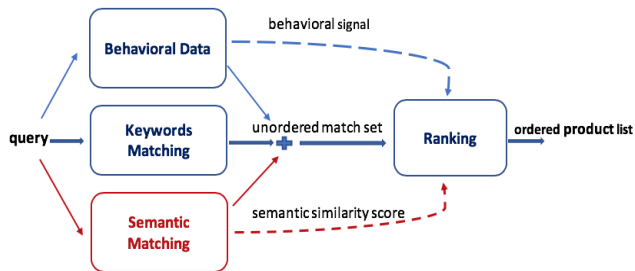 behavioral signal
Behavioral Data
query
Keywords
Matching
unordered match set
Ranking
ordered product list
Semantic
Matching
semantic similarity score